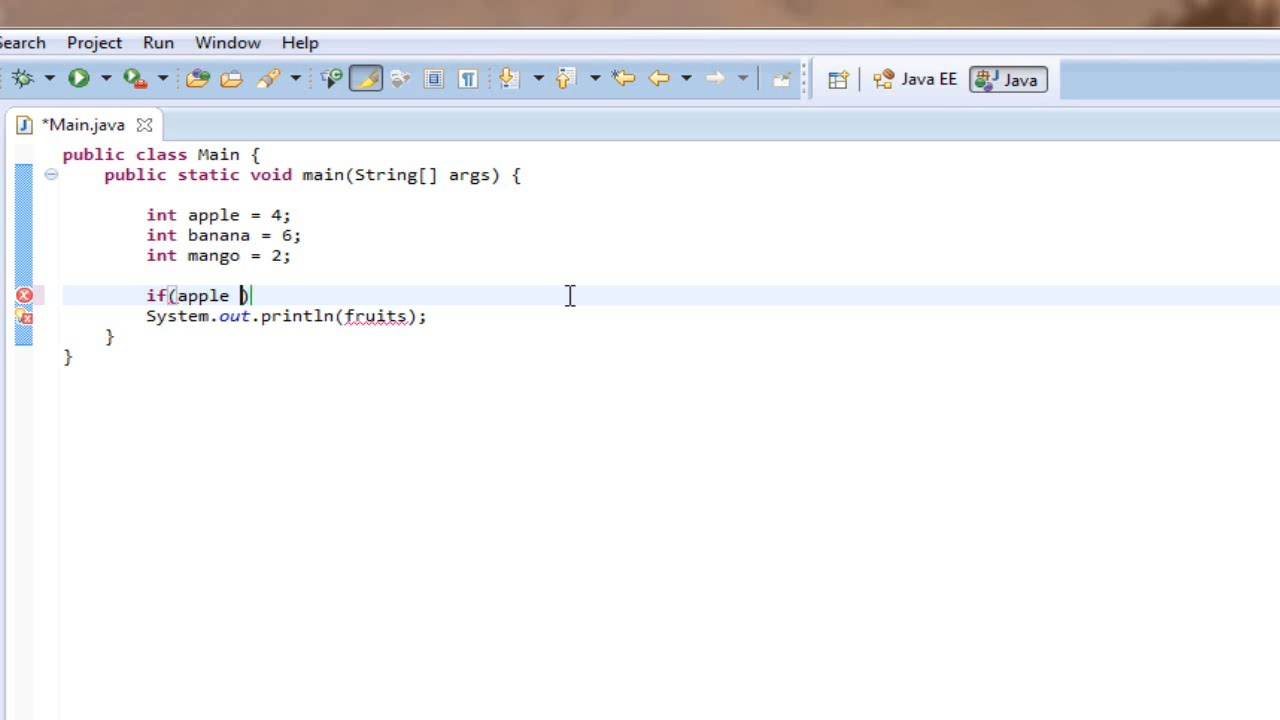 Search Project Run Window Help
Java EE Java
*Main.java
public class Main {
public static void main(String[] args) {
int apple = 4;
int banana = 6;
int mango = 2;
if(apple )
System.out.println(fruits);
}
}